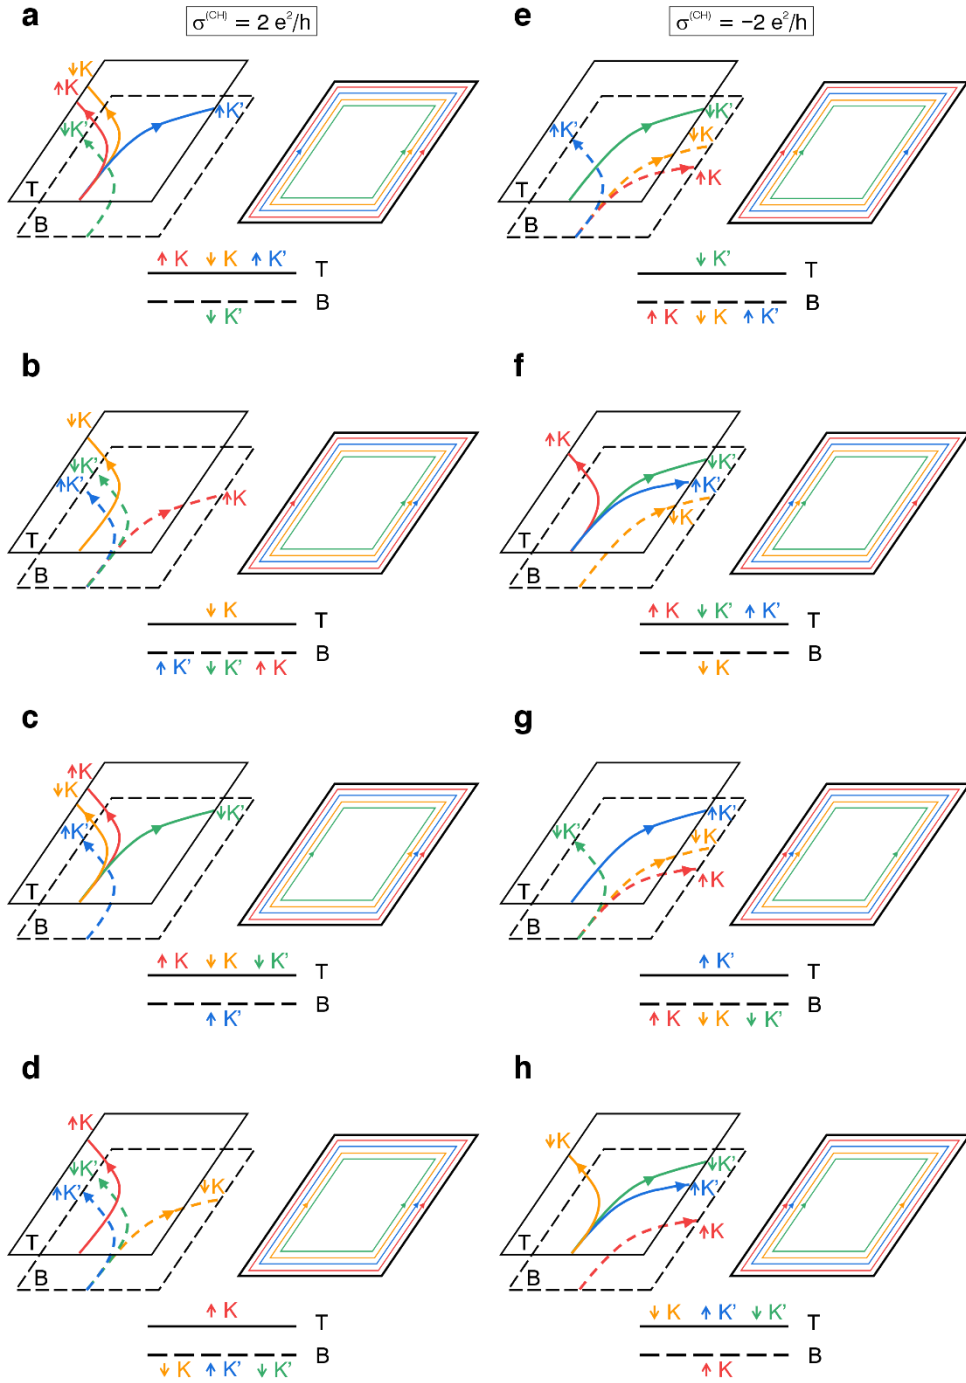 a
σ(CH) = 2 e²/h
↓K
↑K
↓K'
↑K'
T
B
↑ K ↓ K ↑ K'
T
B
↓ K'
e
σ(CH) = −2 e²/h
↑K'
↓K'
↓K
↑K
T
B
↓ K'
T
B
↑ K ↓ K ↑ K'
b
↓K
↓K'
↑K'
↑K
T
B
↓ K
T
B
↑ K' ↓ K' ↑ K
f
↑K
↓K'
↑K'
↓K
T
B
↑ K ↓ K' ↑ K'
T
B
↓ K
c
↑K
↓K
↑K'
↓K'
T
B
↑ K ↓ K ↓ K'
T
B
↑ K'
g
↓K'
↑K'
↓K
↑K
T
B
↑ K'
T
B
↑ K ↓ K ↓ K'
d
↑K
↓K'
↑K'
↓K
T
B
↑ K
T
B
↓ K ↑ K' ↓ K'
h
↓K
↓K'
↑K'
↑K
T
B
↓ K ↑ K' ↓ K'
T
B
↑ K